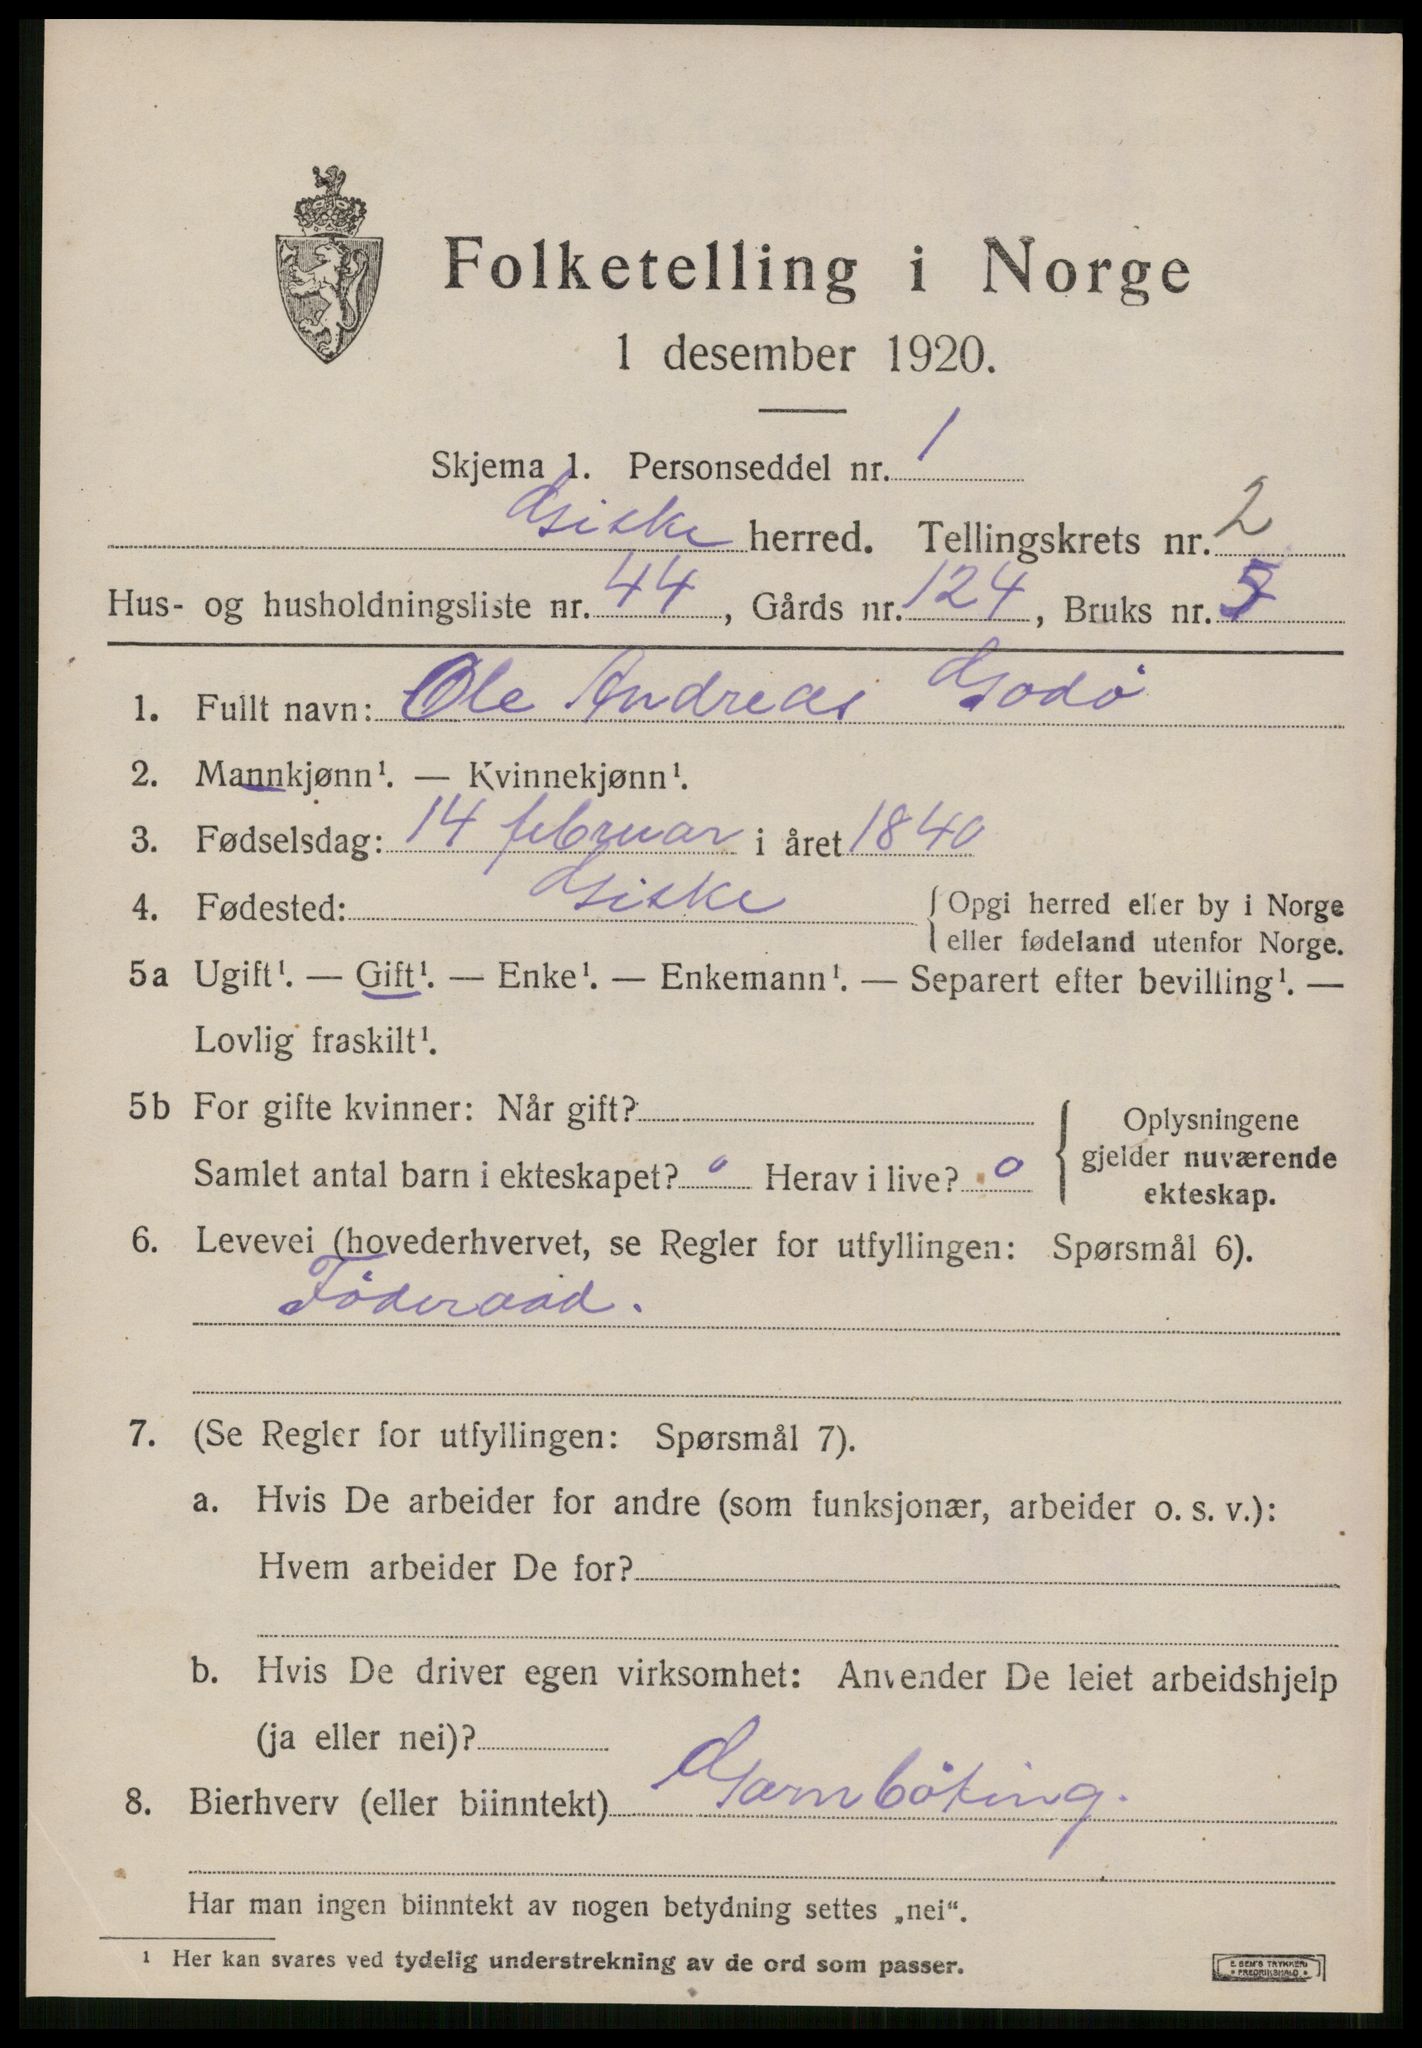 Folketelling i Norge
1 desember 1920.
Skjema 1. Personseddel nr. 1
Giske herred. Tellingskrets nr. 2
Hus- og husholdningsliste nr. 44, Gårds nr. 124, Bruks nr. 5
1. Fullt navn: Ole Andreas Godö
2. Mannkjønn¹. — Kvinnekjønn¹.
3. Fødselsdag: 14 februar i året 1840
4. Fødested: Giske { Opgi herred eller by i Norge
eller fødeland utenfor Norge.
5a Ugift¹. — Gift¹. — Enke¹. — Enkemann¹. — Separert efter bevilling¹. —
Lovlig fraskilt¹.
5b For gifte kvinner: Når gift? Oplysningene
gjelder nuværende
Samlet antal barn i ekteskapet? 0 Herav i live? 0
ekteskap.
6. Levevei (hovederhvervet, se Regler for utfyllingen: Spørsmål 6).
Föderaad.
7. (Se Regler for utfyllingen: Spørsmål 7).
a. Hvis De arbeider for andre (som funksjonær, arbeider o. s. v.):
Hvem arbeider De for?
b. Hvis De driver egen virksomhet: Anvender De leiet arbeidshjelp
(ja eller nei)?
8. Bierhverv (eller biinntekt) Garnböting.
Har man ingen biinntekt av nogen betydning settes „nei“.
¹ Her kan svares ved tydelig understrekning av de ord som passer.
E. SEM'S TRYKKERI
• FREDRIKSHALD •